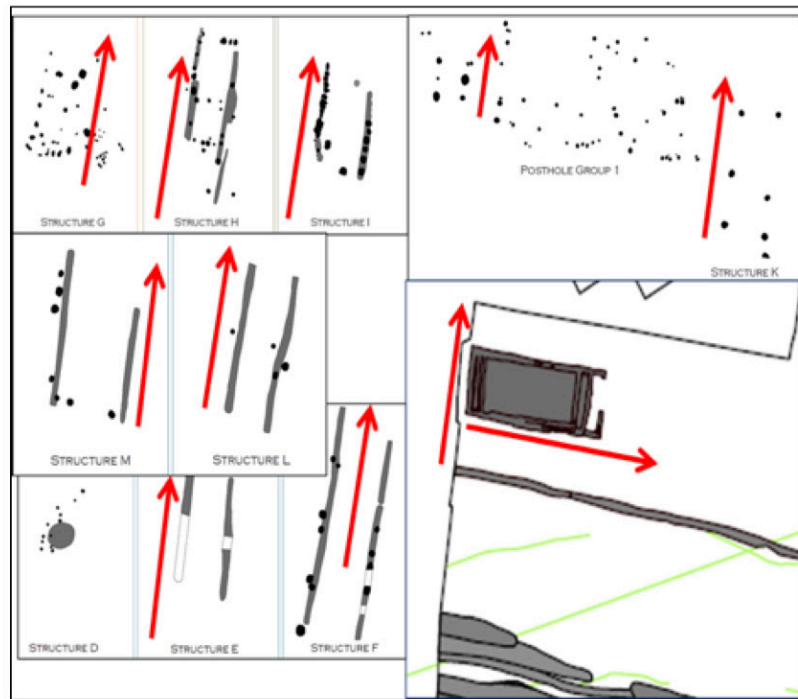 STRUCTURE G
STRUCTURE H
STRUCTURE I
POSTHOLE GROUP 1
STRUCTURE K
STRUCTURE M
STRUCTURE L
STRUCTURE D
STRUCTURE E
STRUCTURE F